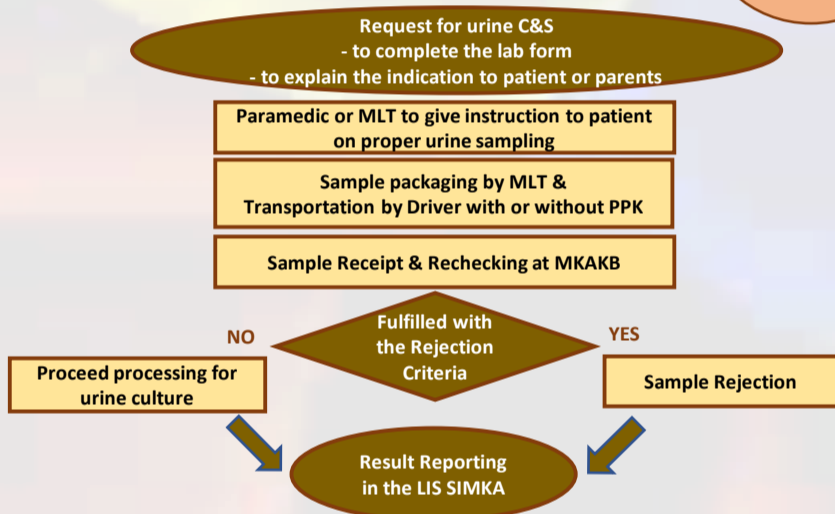 Request for urine C&S
- to complete the lab form
- to explain the indication to patient or parents
Paramedic or MLT to give instruction to patient
on proper urine sampling
Sample packaging by MLT &
Transportation by Driver with or without PPK
Sample Receipt & Rechecking at MKAKB
Fulfilled with
the Rejection
Criteria
NO
YES
Proceed processing for
urine culture
Sample Rejection
Result Reporting
in the LIS SIMKA